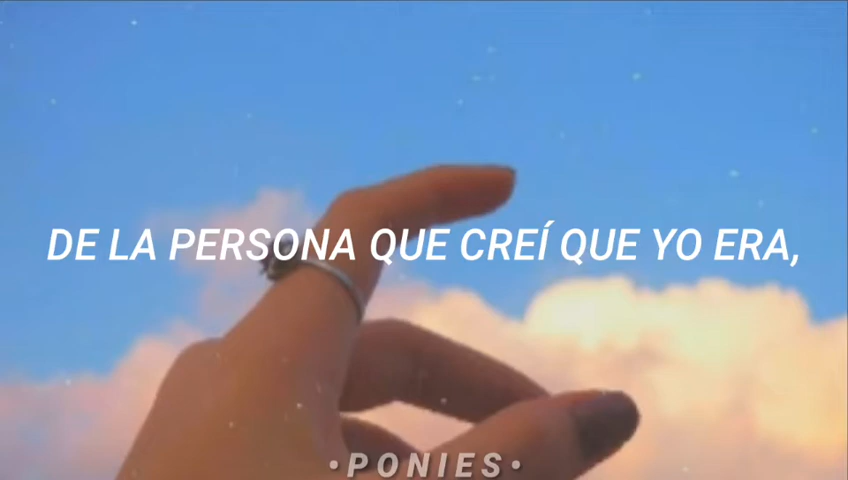 DE LA PERSONA QUE CREÍ QUE YO ERA,
•PONIES•